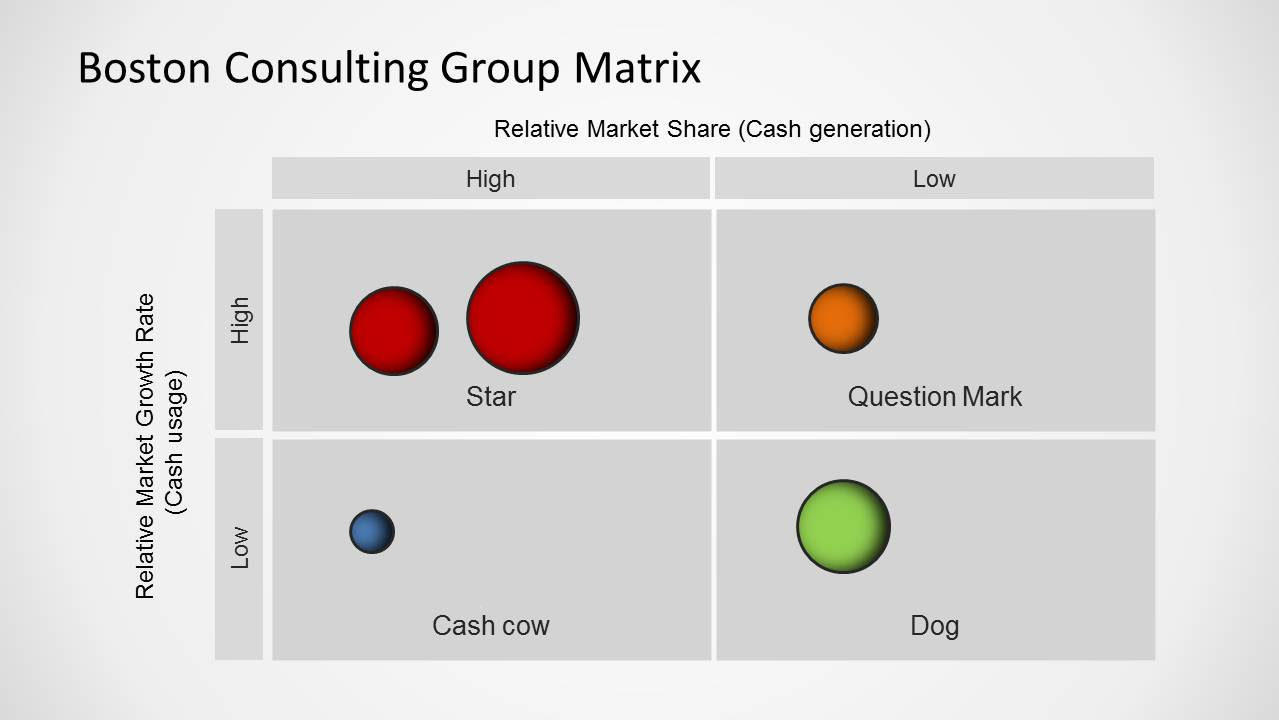 Boston Consulting Group Matrix
Relative Market Share (Cash generation)
High
Low
Relative Market Growth Rate
(Cash usage)
High
Star
Question Mark
Low
Cash cow
Dog